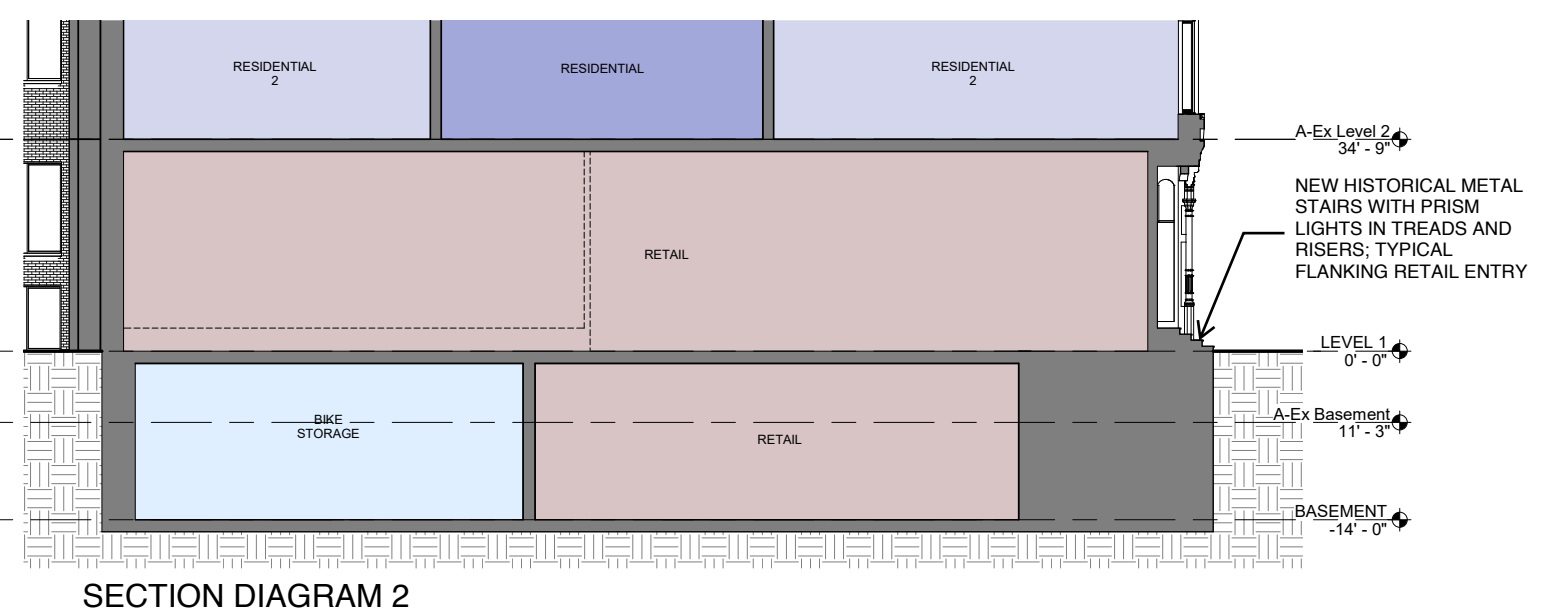 RESIDENTIAL
2
RESIDENTIAL
RESIDENTIAL
2
A-Ex Level 2
34' - 9"
NEW HISTORICAL METAL
STAIRS WITH PRISM
LIGHTS IN TREADS AND
RISERS; TYPICAL
FLANKING RETAIL ENTRY
RETAIL
LEVEL 1
0' - 0"
A-Ex Basement
11' - 3"
BIKE
STORAGE
RETAIL
BASEMENT
-14' - 0"
SECTION DIAGRAM 2